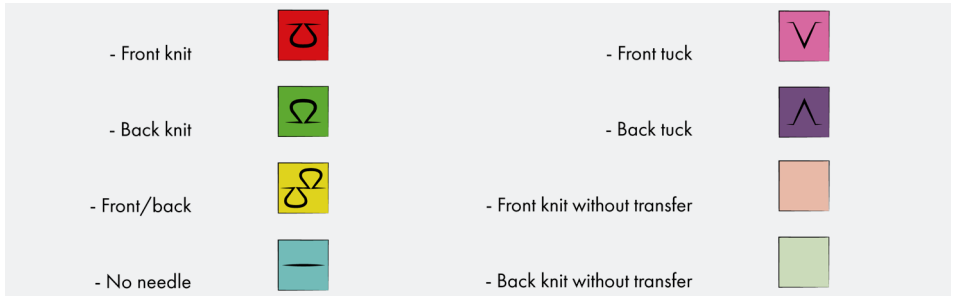 - Front knit
- Front tuck
- Back knit
- Back tuck
- Front/back
- Front knit without transfer
- No needle
- Back knit without transfer